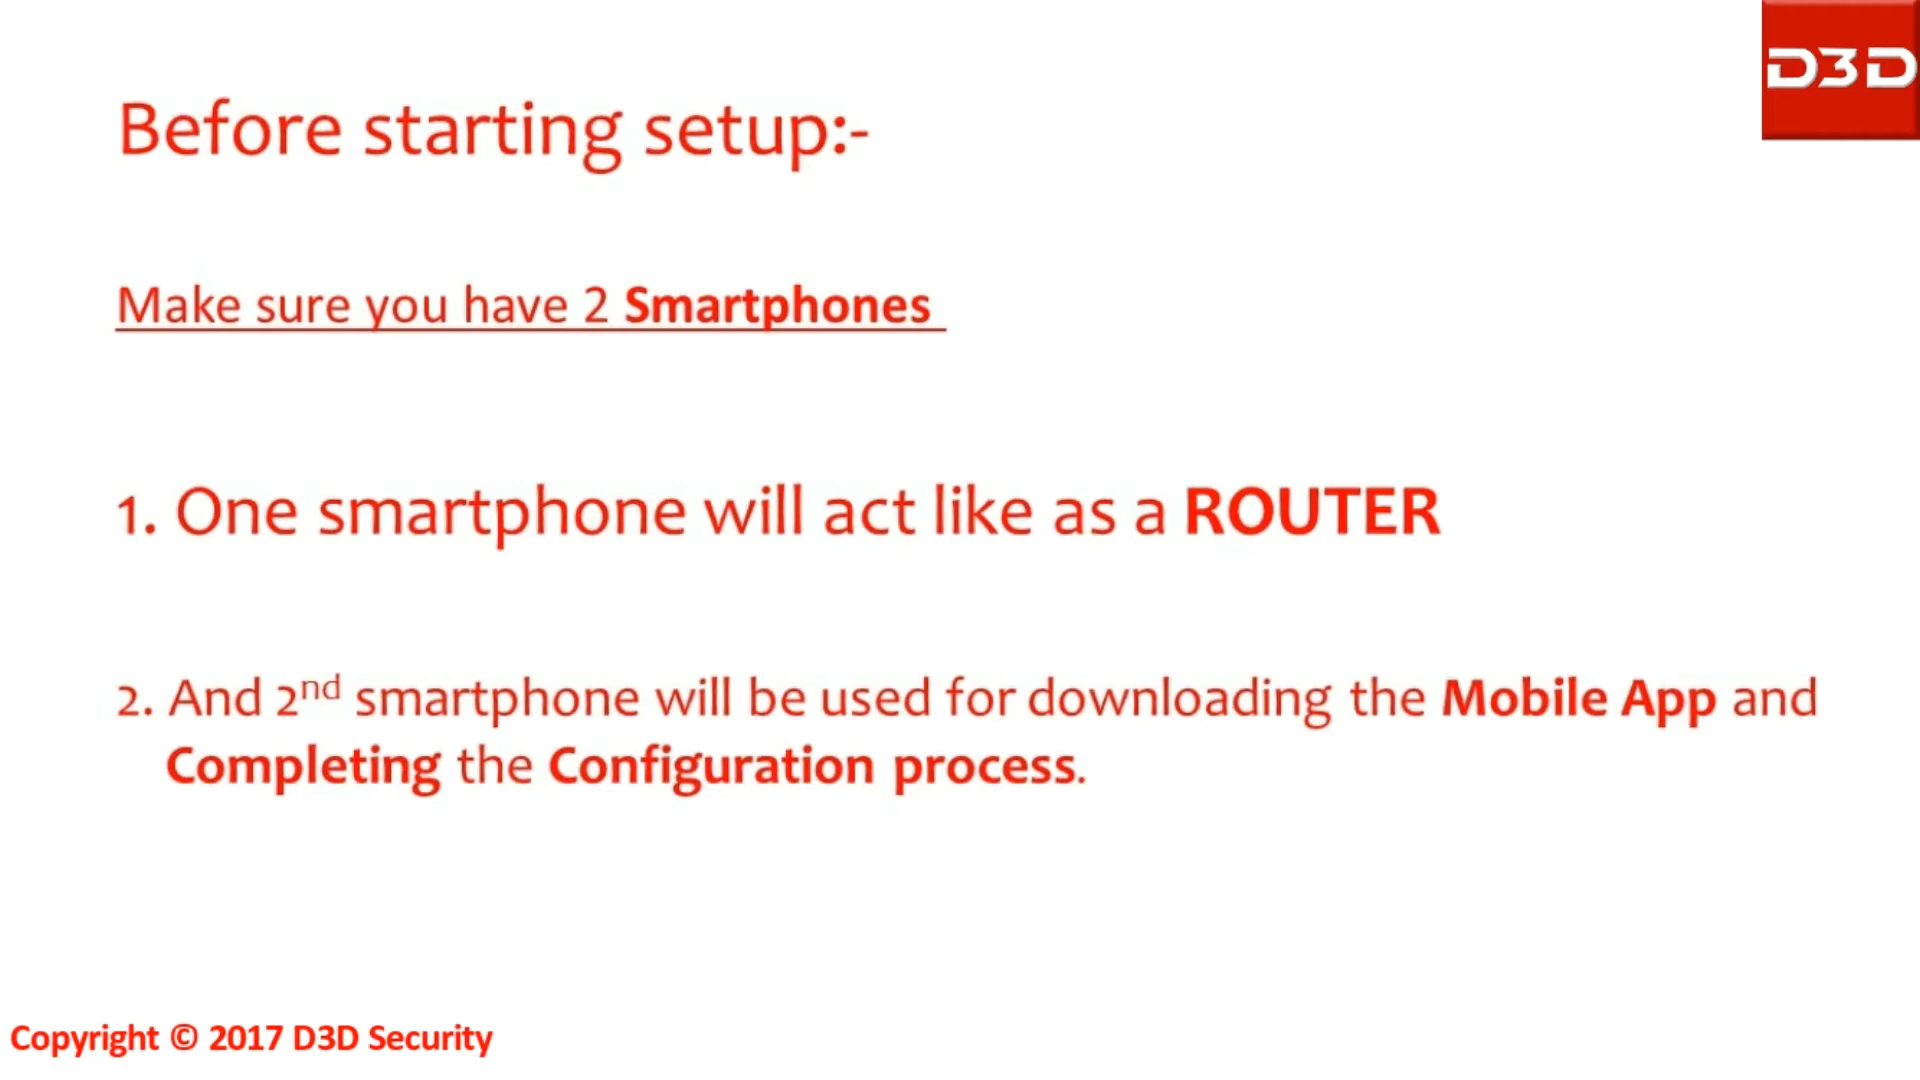 D3D
Before starting setup:-
Make sure you have 2 Smartphones
1. One smartphone will act like as a ROUTER
2. And 2nd smartphone will be used for downloading the Mobile App and
Completing the Configuration process.
Copyright © 2017 D3D Security